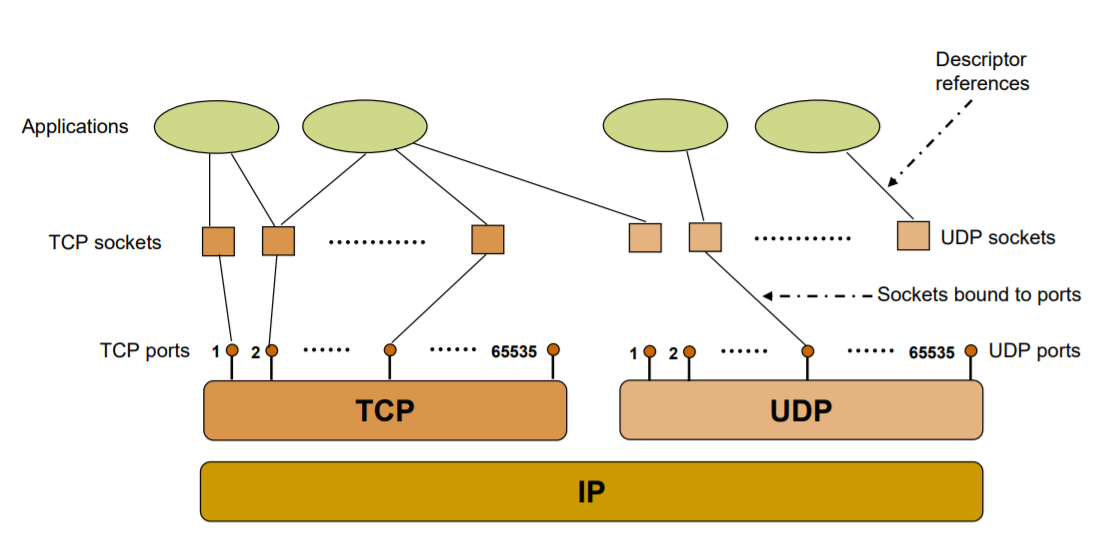 Descriptor
references
Applications
TCP sockets
UDP sockets
Sockets bound to ports
TCP ports
1
2
65535
1
2
65535
UDP ports
TCP
UDP
IP